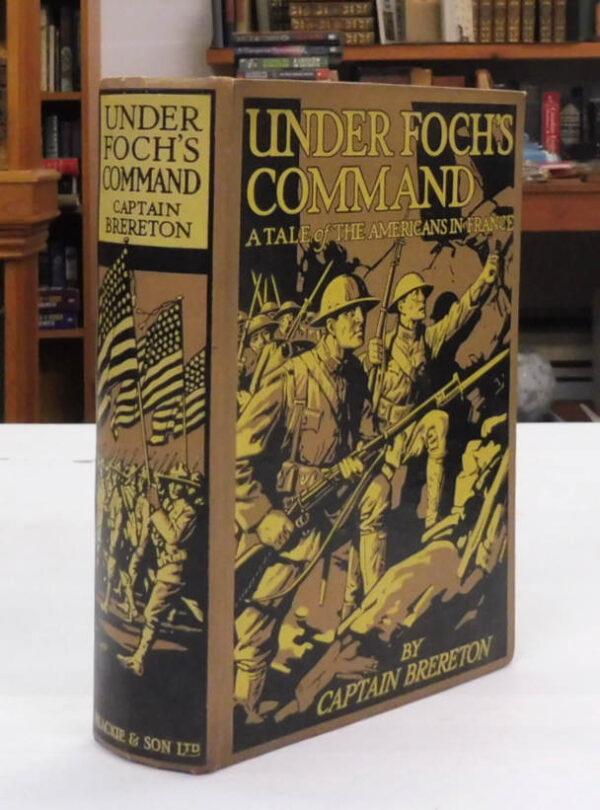 UNDER
FOCH'S
COMMAND
CAPTAIN
BRERETON
BLACKIE & SON LTD
UNDER FOCH'S
COMMAND
A TALE of THE AMERICANS IN FRANCE
BY
CAPTAIN BRERETON